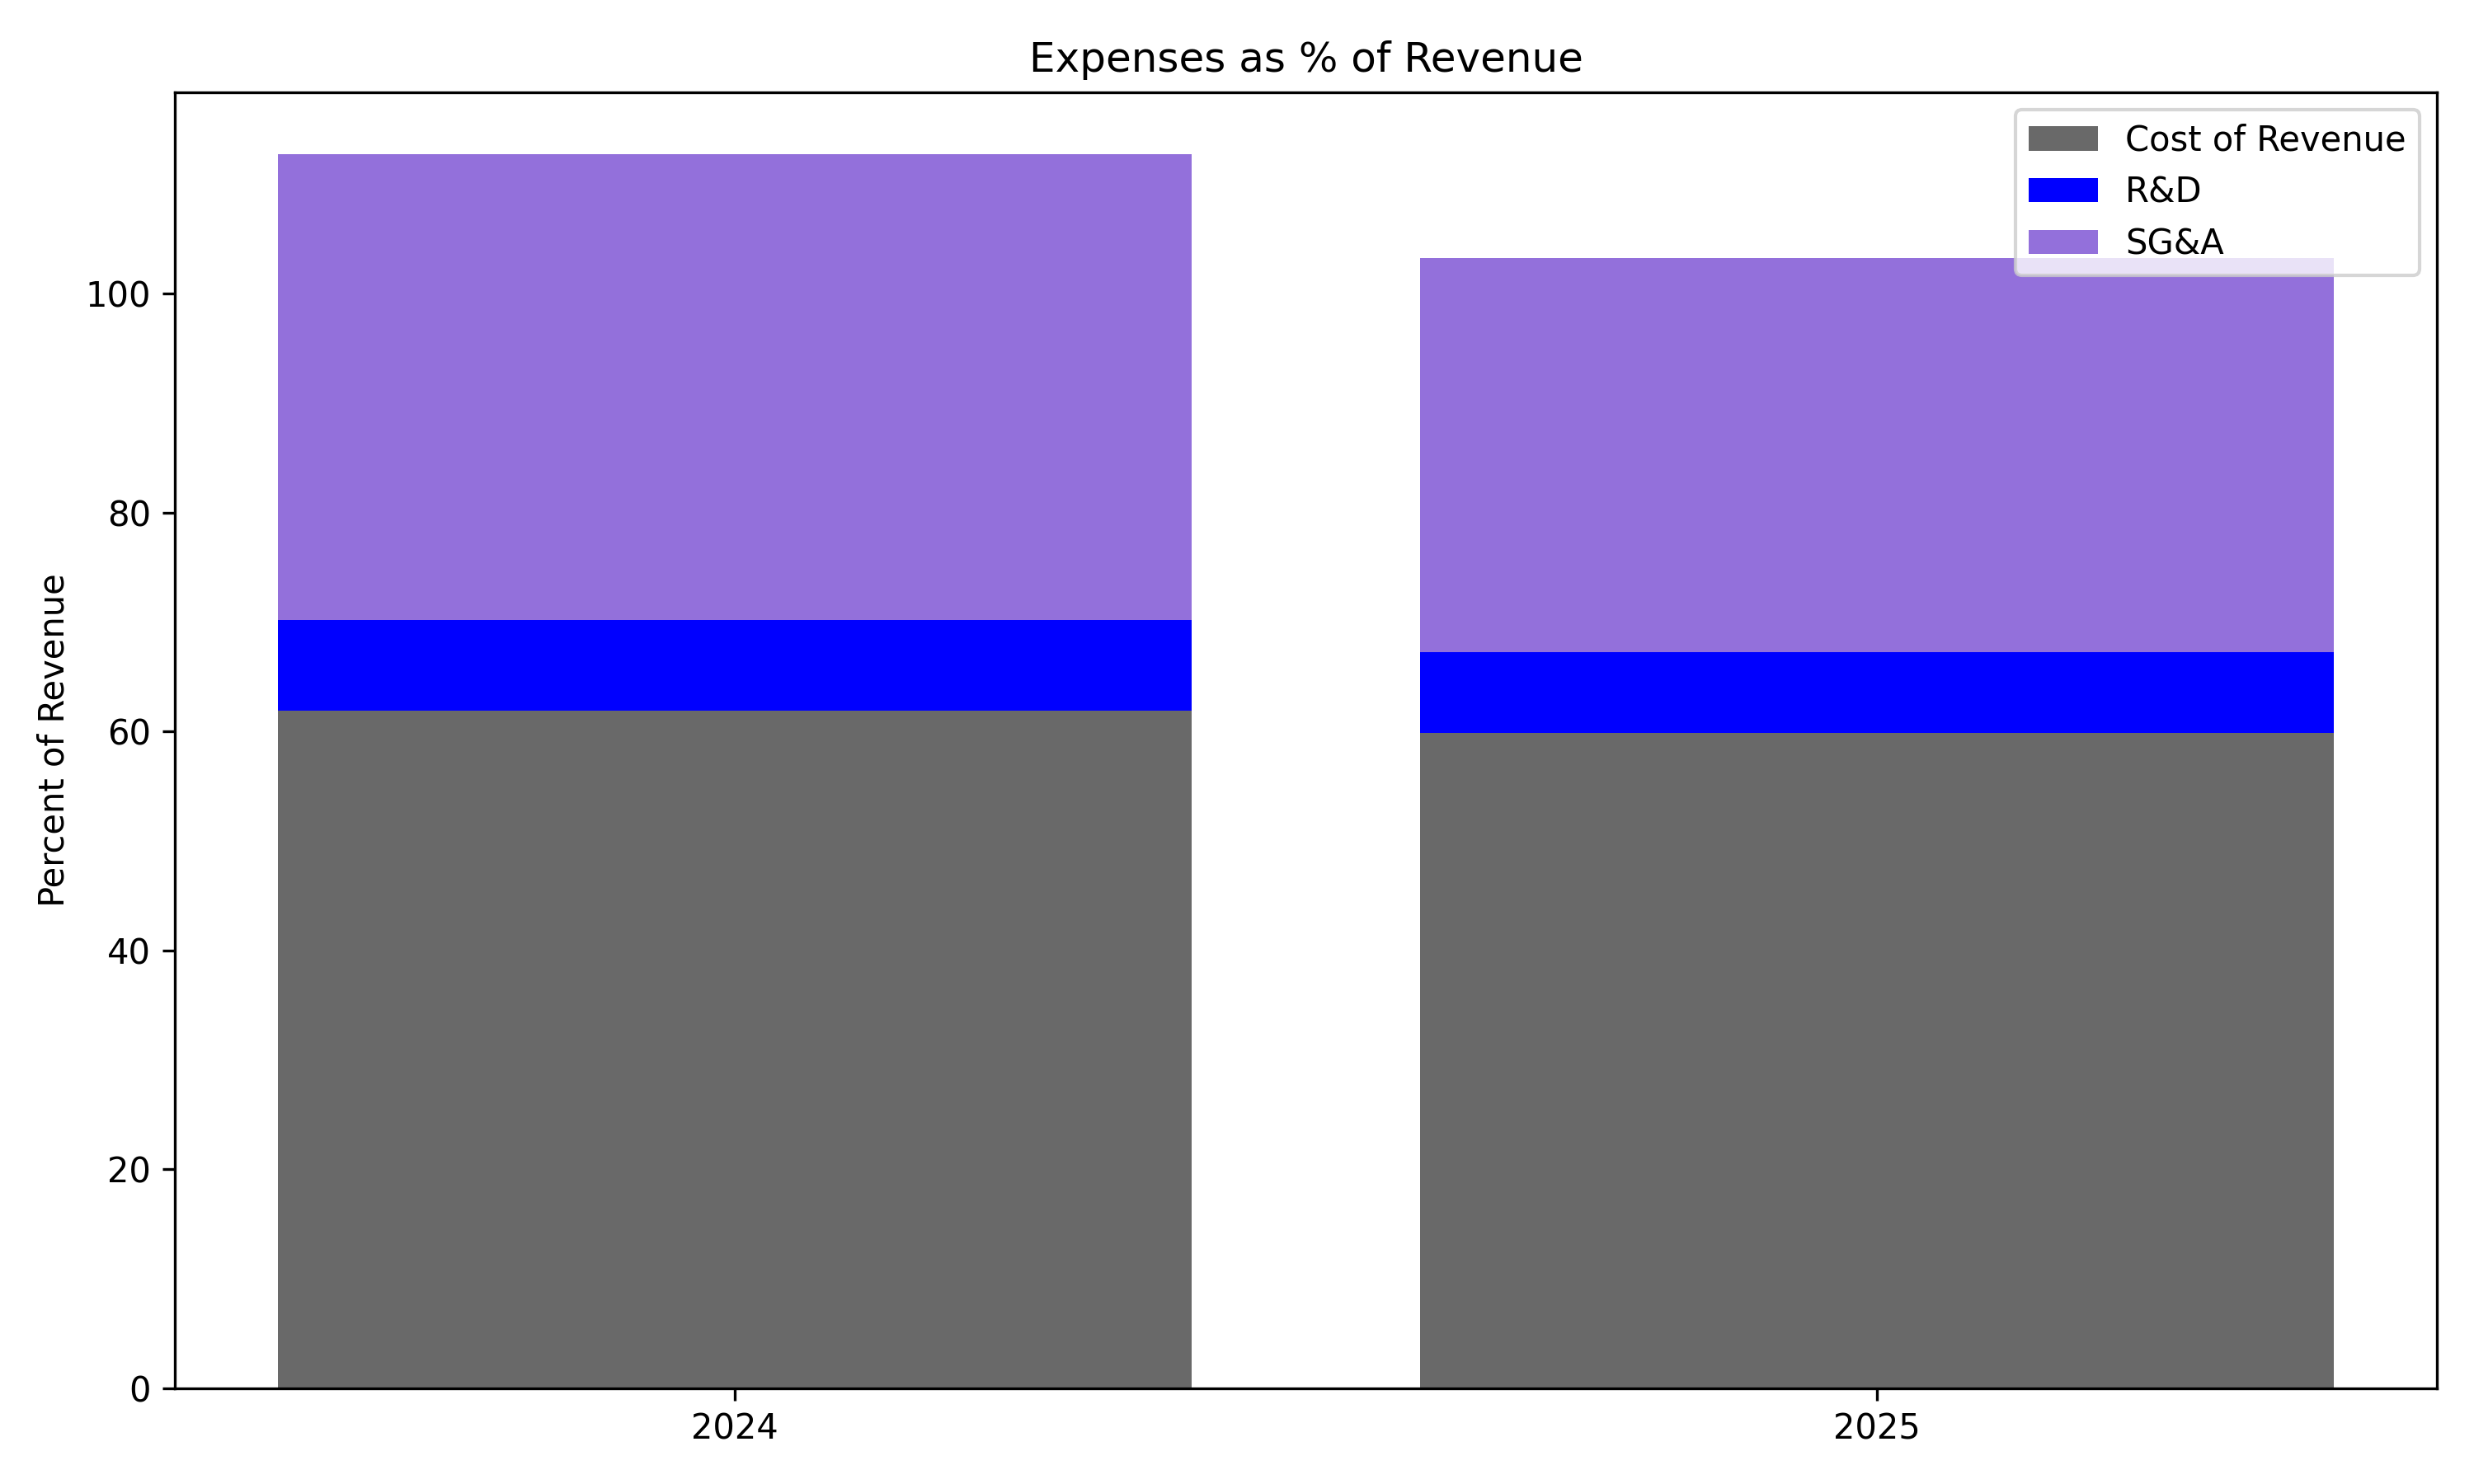 Expenses as % of Revenue
Cost of Revenue
R&D
SG&A
Percent of Revenue
100
80
60
40
20
0
2024
2025